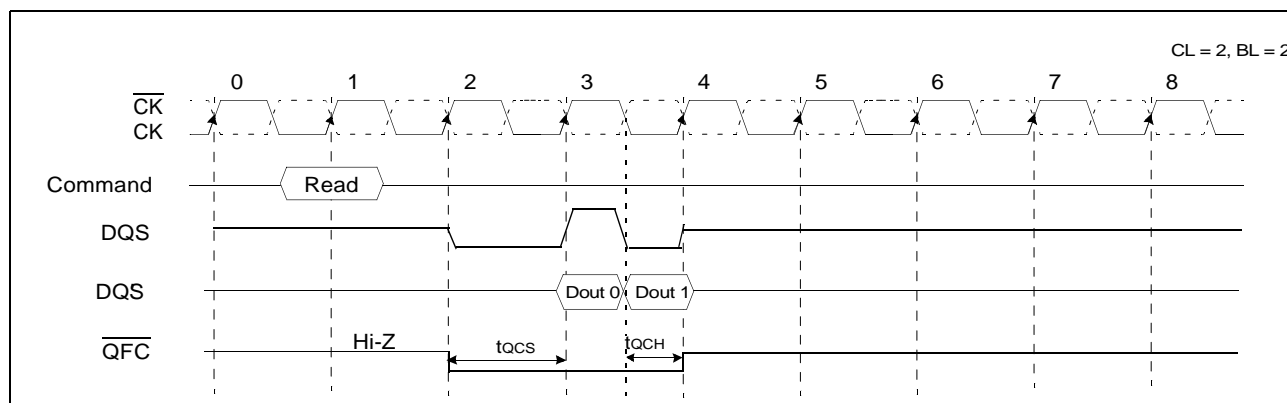 CL = 2, BL = 2
0 1 2 3 4 5 6 7 8
CK
CK
Command Read
DQS
DQS Dout 0 Dout 1
QFC Hi-Z tQCS tQCH